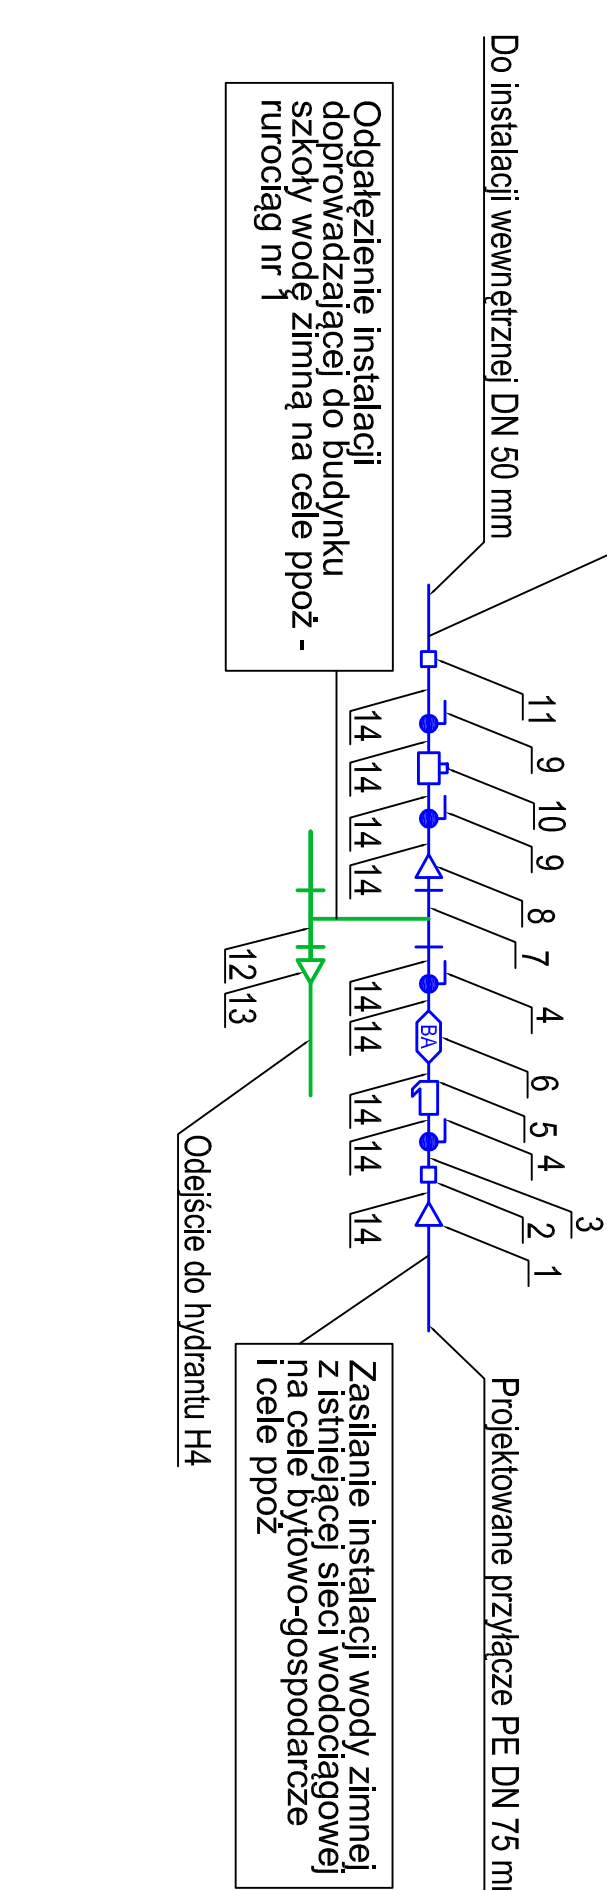 Do instalacji wewnętrznej DN 50 mm
Odgałęzienie instalacji
doprowadzającej do budynku
szkoły wodę zimną na cele ppoż -
rurociąg nr 1
11
9
10
9
8
7
4
6
5
4
3
2
1
BA
14
14
14
14
14
14
14
14
14
12
13
Odejście do hydrantu H4
Projektowane przyłącze PE DN 75
Zasilanie instalacji wody zimnej
z istniejącej sieci wodociągowej
na cele bytowo-gospodarcze
i cele ppoż